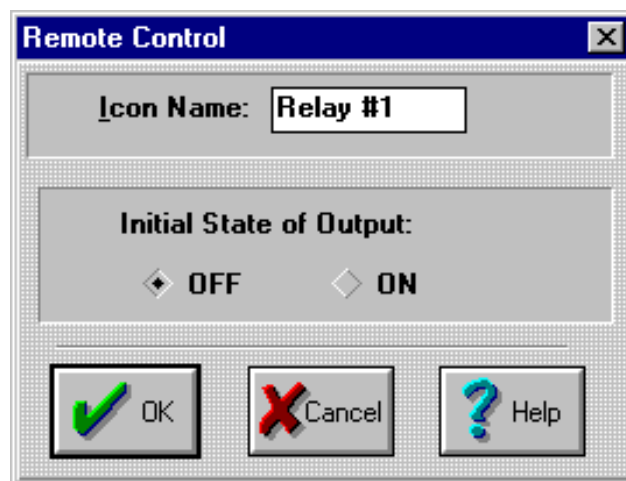 Remote Control
Icon Name: Relay #1
Initial State of Output:
OFF ON
OK Cancel Help